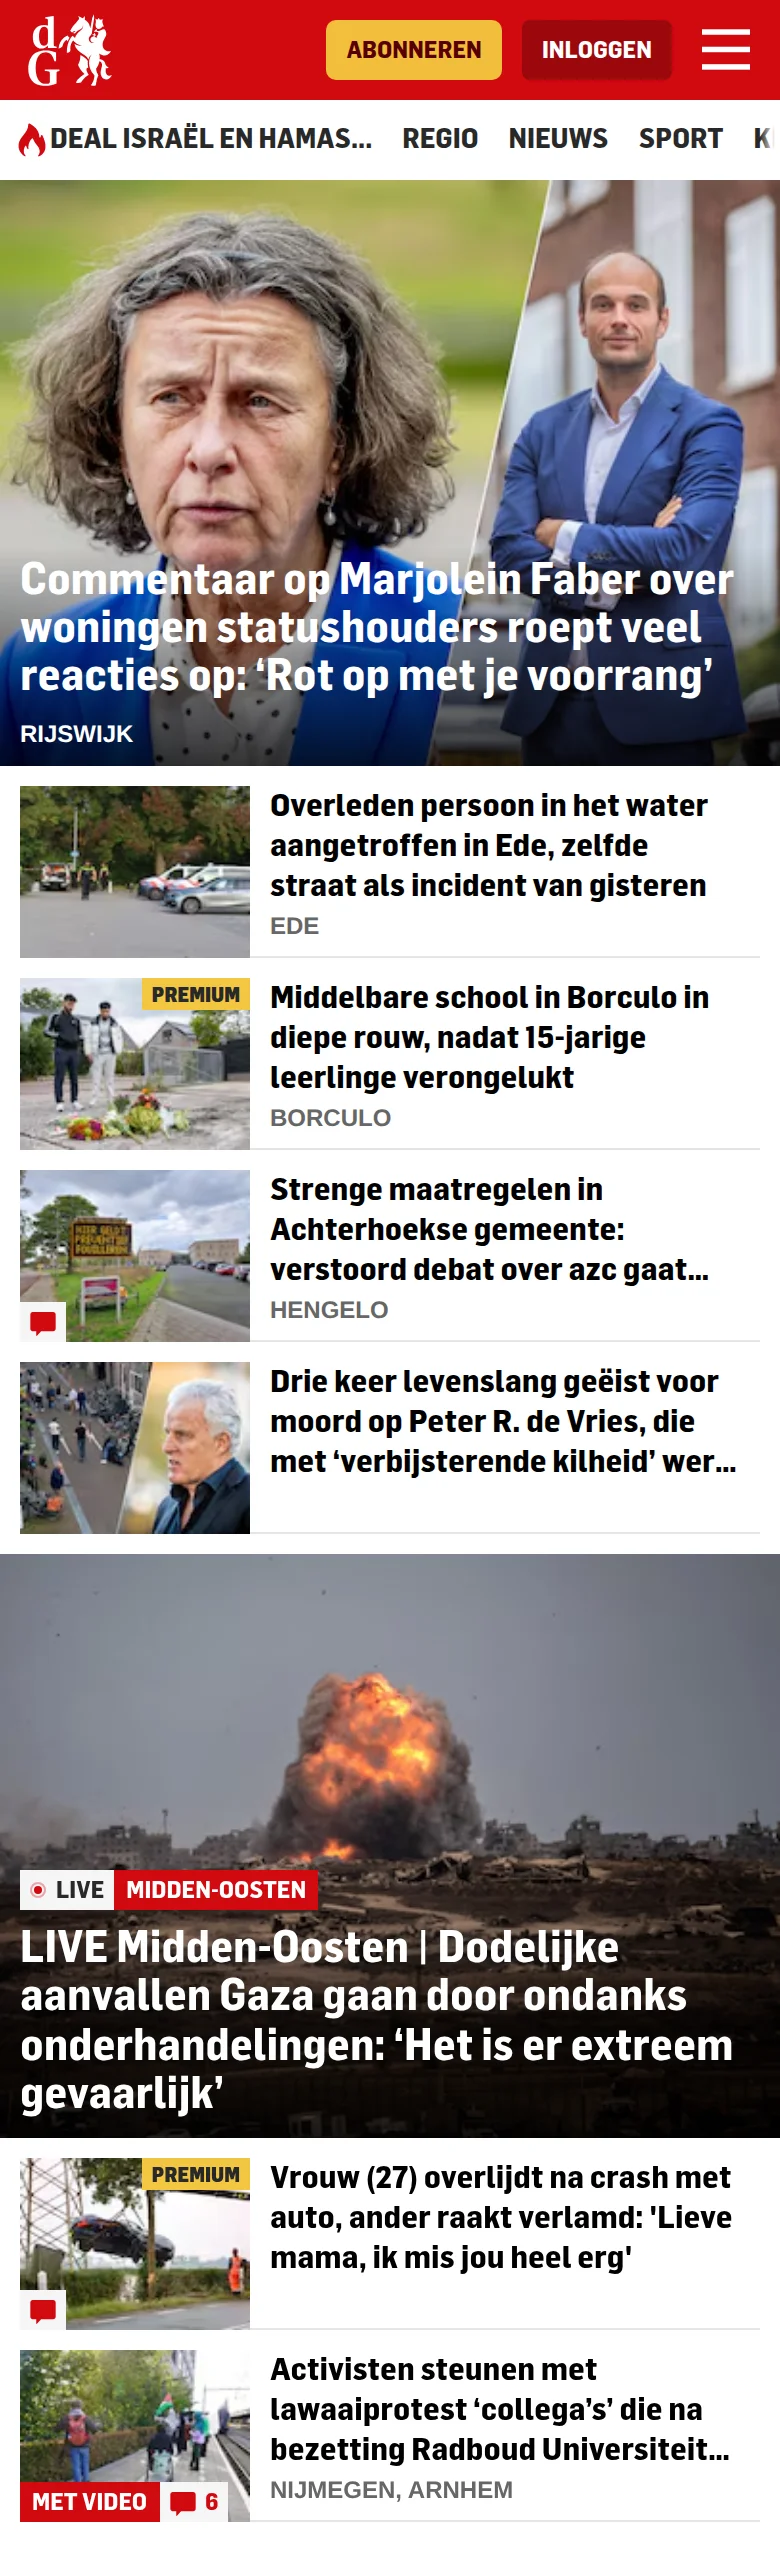 dG
ABONNEREN
INLOGGEN
DEAL ISRAËL EN HAMAS...
REGIO
NIEUWS
SPORT
Commentaar op Marjolein Faber over
woningen statushouders roept veel
reacties op: ‘Rot op met je voorrang’
RIJSWIJK
Overleden persoon in het water
aangetroffen in Ede, zelfde
straat als incident van gisteren
EDE
PREMIUM
Middelbare school in Borculo in
diepe rouw, nadat 15-jarige
leerlinge verongelukt
BORCULO
HIER GELDT
PREVENTIEF
FOUILLEREN
Strenge maatregelen in
Achterhoekse gemeente:
verstoord debat over azc gaat...
HENGELO
Drie keer levenslang geëist voor
moord op Peter R. de Vries, die
met ‘verbijsterende kilheid’ wer...
LIVE
MIDDEN-OOSTEN
LIVE Midden-Oosten | Dodelijke
aanvallen Gaza gaan door ondanks
onderhandelingen: ‘Het is er extreem
gevaarlijk’
PREMIUM
Vrouw (27) overlijdt na crash met
auto, ander raakt verlamd: 'Lieve
mama, ik mis jou heel erg'
Activisten steunen met
lawaaiprotest ‘collega’s’ die na
bezetting Radboud Universiteit...
NIJMEGEN, ARNHEM
MET VIDEO
6